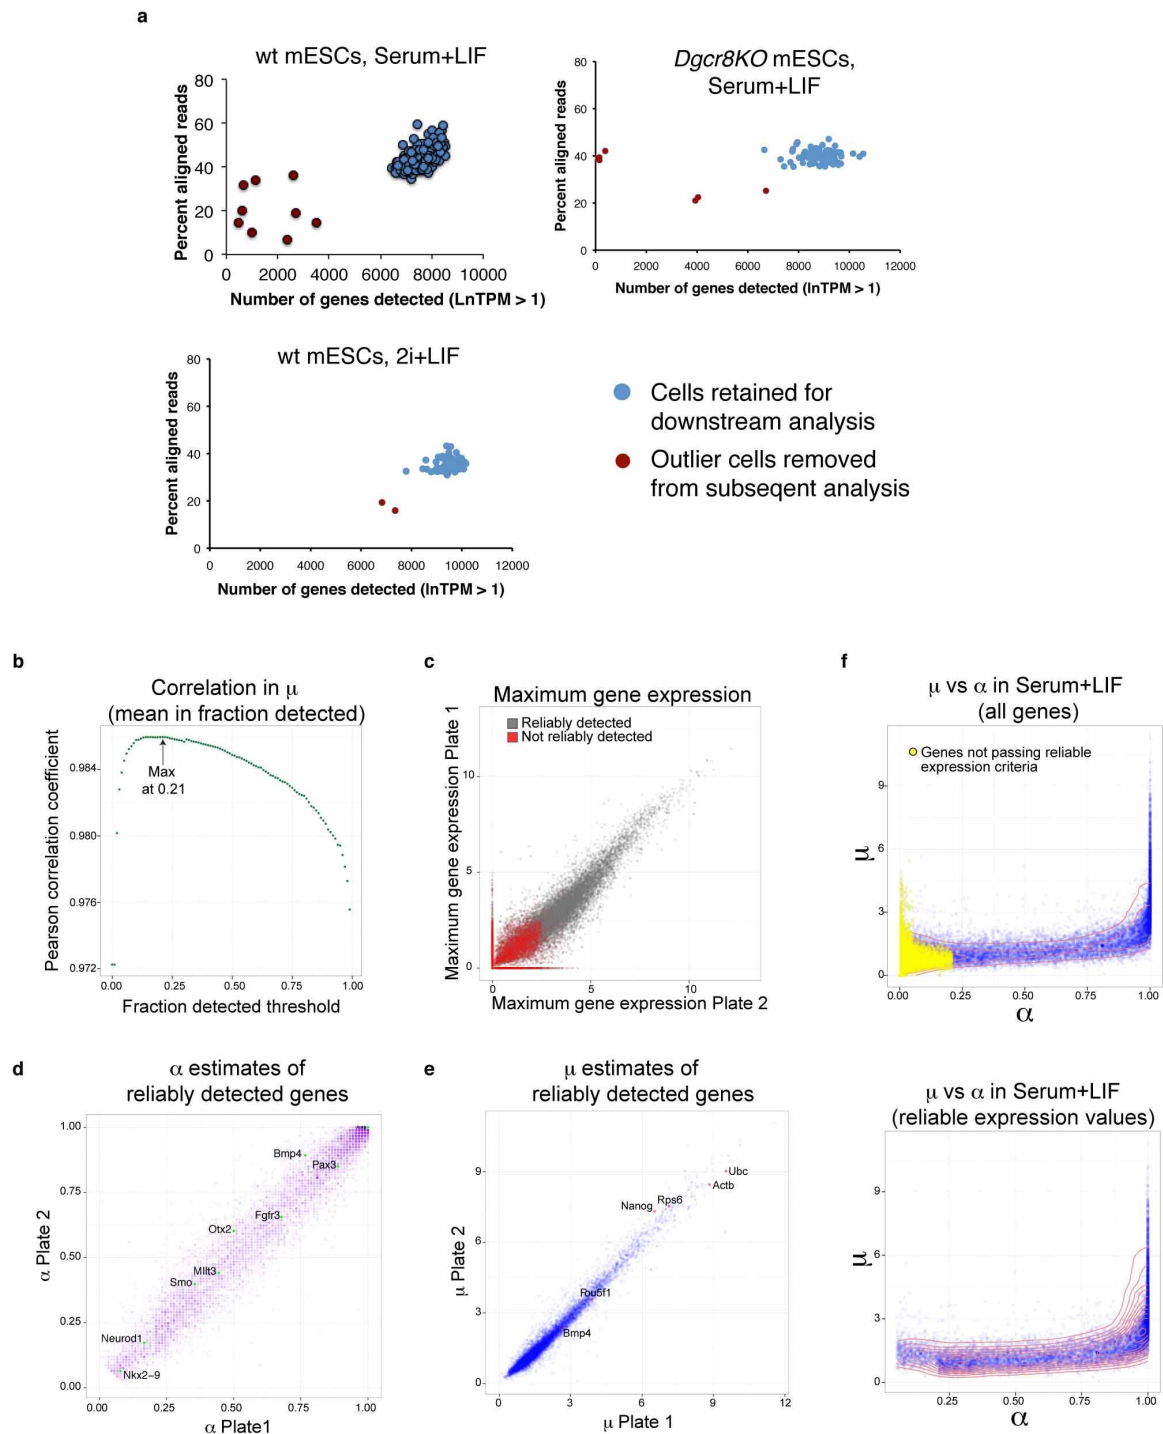 a
wt mESCs, Serum+LIF
80
60
40
20
0
Percent aligned reads
0 2000 4000 6000 8000 10000
Number of genes detected (LnTPM > 1)
Dgcr8KO mESCs,
Serum+LIF
80
60
40
20
0
Percent aligned reads
0 2000 4000 6000 8000 10000 12000
Number of genes detected (lnTPM > 1)
wt mESCs, 2i+LIF
80
60
40
20
0
Percent aligned reads
0 2000 4000 6000 8000 10000 12000
Number of genes detected (lnTPM > 1)
Cells retained for
downstream analysis
Outlier cells removed
from subseqent analysis
b
Correlation in μ
(mean in fraction detected)
Pearson correlation coefficient
0.984
0.980
0.976
0.972
Max
at 0.21
0.00 0.25 0.50 0.75 1.00
Fraction detected threshold
c
Maximum gene expression
Reliably detected
Not reliably detected
Maximum gene expression Plate 1
10
5
0
0 5 10
Maximum gene expression Plate 2
f
μ vs α in Serum+LIF
(all genes)
Genes not passing reliable
expression criteria
μ
9
6
3
0
0.00 0.25 0.50 0.75 1.00
α
d
α estimates of
reliably detected genes
α Plate 2
1.00
0.75
0.50
0.25
0.00
Bmp4
Pax3
Otx2
Fgfr3
Mllt3
Smo
Neurod1
Nkx2-9
0.00 0.25 0.50 0.75 1.00
α Plate1
e
μ estimates of
reliably detected genes
μ Plate 2
9
6
3
0
Ubc
Actb
Nanog
Rps6
Pou5f1
Bmp4
0 3 6 9 12
μ Plate 1
μ vs α in Serum+LIF
(reliable expression values)
μ
9
6
3
0
0.25 0.50 0.75 1.00
α